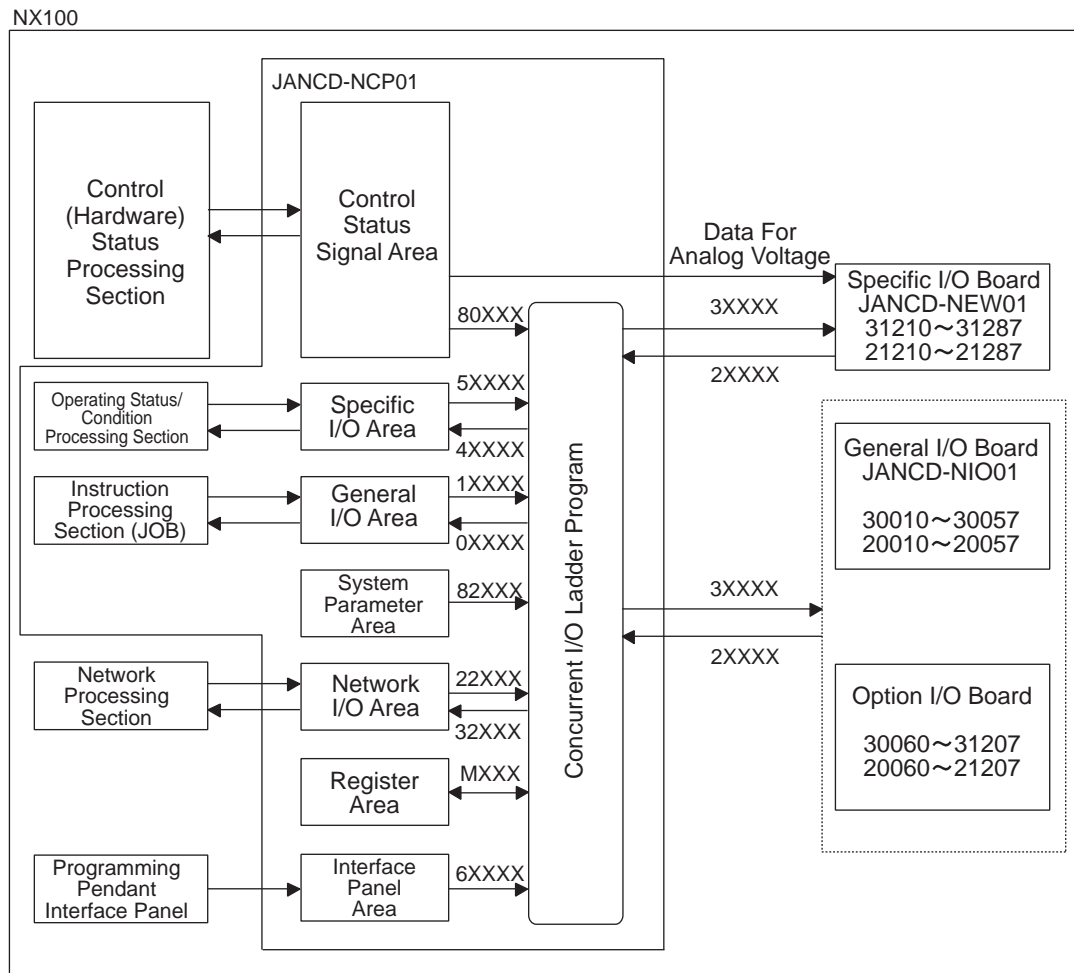 NX100
JANCD-NCP01
Control
(Hardware)
Status
Processing
Section
Control
Status
Signal Area
Data For
Analog Voltage
Specific I/O Board
JANCD-NEW01
31210～31287
21210～21287
80XXX
3XXXX
2XXXX
Operating Status/
Condition
Processing Section
Specific
I/O Area
5XXXX
4XXXX
Instruction
Processing
Section (JOB)
General
I/O Area
1XXXX
0XXXX
System
Parameter
Area
82XXX
Network
Processing
Section
Network
I/O Area
22XXX
32XXX
Register
Area
MXXX
Programming
Pendant
Interface Panel
Interface
Panel
Area
6XXXX
Concurrent I/O Ladder Program
3XXXX
2XXXX
General I/O Board
JANCD-NIO01
30010～30057
20010～20057
Option I/O Board
30060～31207
20060～21207